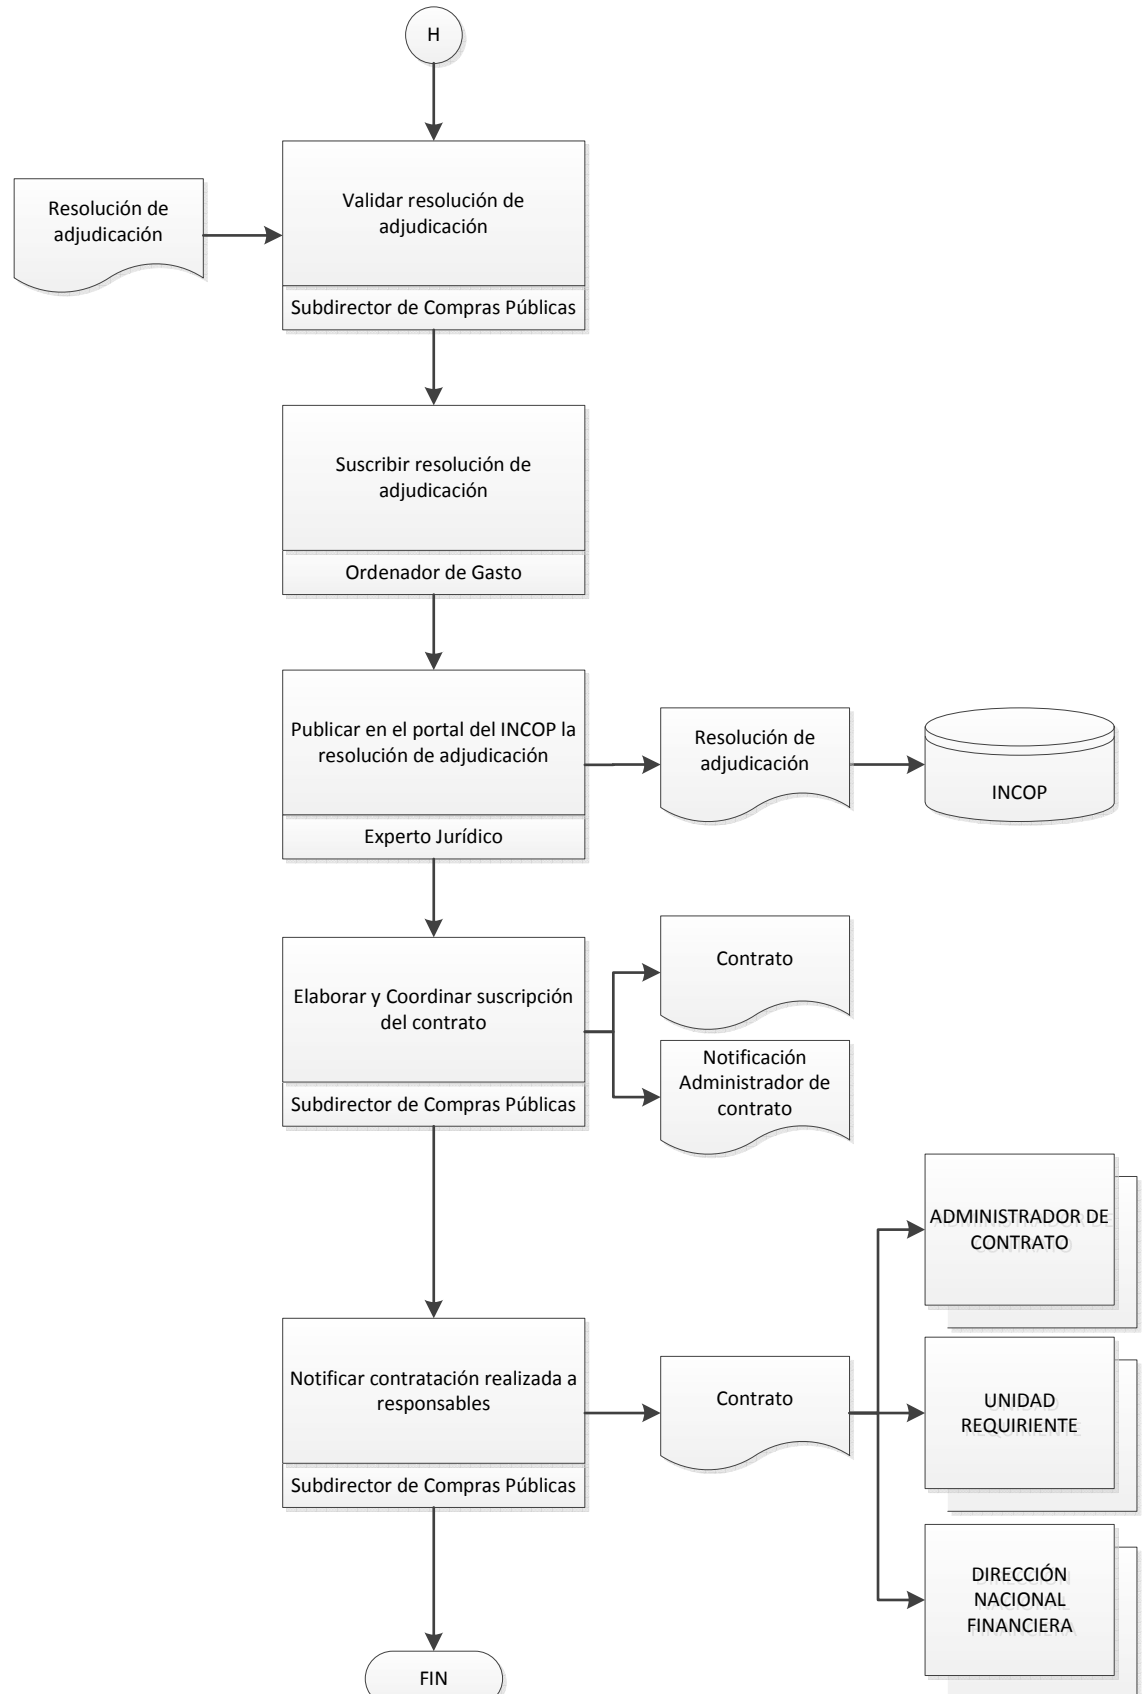 H
Resolución de
adjudicación
Validar resolución de
adjudicación
Subdirector de Compras Públicas
Suscribir resolución de
adjudicación
Ordenador de Gasto
Publicar en el portal del INCOP la
resolución de adjudicación
Experto Jurídico
Resolución de
adjudicación
INCOP
Elaborar y Coordinar suscripción
del contrato
Subdirector de Compras Públicas
Contrato
Notificación
Administrador de
contrato
Notificar contratación realizada a
responsables
Subdirector de Compras Públicas
Contrato
ADMINISTRADOR DE
CONTRATO
UNIDAD
REQUIRIENTE
DIRECCIÓN
NACIONAL
FINANCIERA
FIN